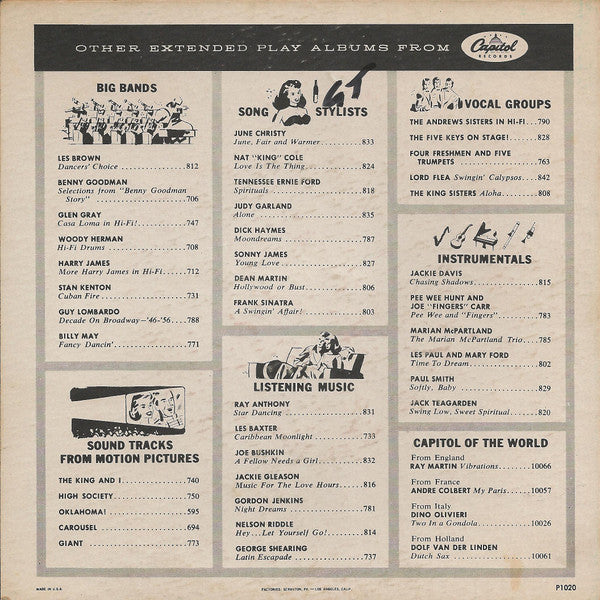 OTHER EXTENDED PLAY ALBUMS FROM Capitol RECORDS
BIG BANDS
LES BROWN
Dancers' Choice 812
BENNY GOODMAN
Selections from "Benny Goodman
Story" 706
GLEN GRAY
Casa Loma in Hi-Fi! 747
WOODY HERMAN
Hi-Fi Drums 708
HARRY JAMES
More Harry James in Hi-Fi 712
STAN KENTON
Cuban Fire 731
GUY LOMBARDO
Decade On Broadway—'46-'56 788
BILLY MAY
Fancy Dancin' 771
SOUND TRACKS
FROM MOTION PICTURES
THE KING AND I 740
HIGH SOCIETY 750
OKLAHOMA! 595
CAROUSEL 694
GIANT 773
GT
SONG STYLISTS
JUNE CHRISTY
June, Fair and Warmer 833
NAT "KING" COLE
Love Is The Thing 824
TENNESSEE ERNIE FORD
Spirituals 818
JUDY GARLAND
Alone 835
DICK HAYMES
Moondreams 787
SONNY JAMES
Young Love 827
DEAN MARTIN
Hollywood or Bust 806
FRANK SINATRA
A Swingin' Affair! 803
LISTENING MUSIC
RAY ANTHONY
Star Dancing 831
LES BAXTER
Caribbean Moonlight 733
JOE BUSHKIN
A Fellow Needs a Girl 832
JACKIE GLEASON
Music For The Love Hours 816
GORDON JENKINS
Night Dreams 781
NELSON RIDDLE
Hey...Let Yourself Go! 814
GEORGE SHEARING
Latin Escapade 737
VOCAL GROUPS
THE ANDREWS SISTERS IN HI-FI 790
THE FIVE KEYS ON STAGE! 828
FOUR FRESHMEN AND FIVE
TRUMPETS 763
LORD FLEA Swingin' Calypsos 842
THE KING SISTERS Aloha 808
INSTRUMENTALS
JACKIE DAVIS
Chasing Shadows 815
PEE WEE HUNT AND
JOE "FINGERS" CARR
Pee Wee and "Fingers" 783
MARIAN McPARTLAND
The Marian McPartland Trio 785
LES PAUL AND MARY FORD
Time To Dream 802
PAUL SMITH
Softly, Baby 829
JACK TEAGARDEN
Swing Low, Sweet Spiritual 820
CAPITOL OF THE WORLD
From England
RAY MARTIN Vibrations 10066
From France
ANDRE COLBERT My Paris 10057
From Italy
DINO OLIVIERI
Two In a Gondola 10026
From Holland
DOLF VAN DER LINDEN
Dutch Sax 10061
MADE IN U.S.A.
FACTORIES: SCRANTON, PA. — LOS ANGELES, CALIF.
P1020